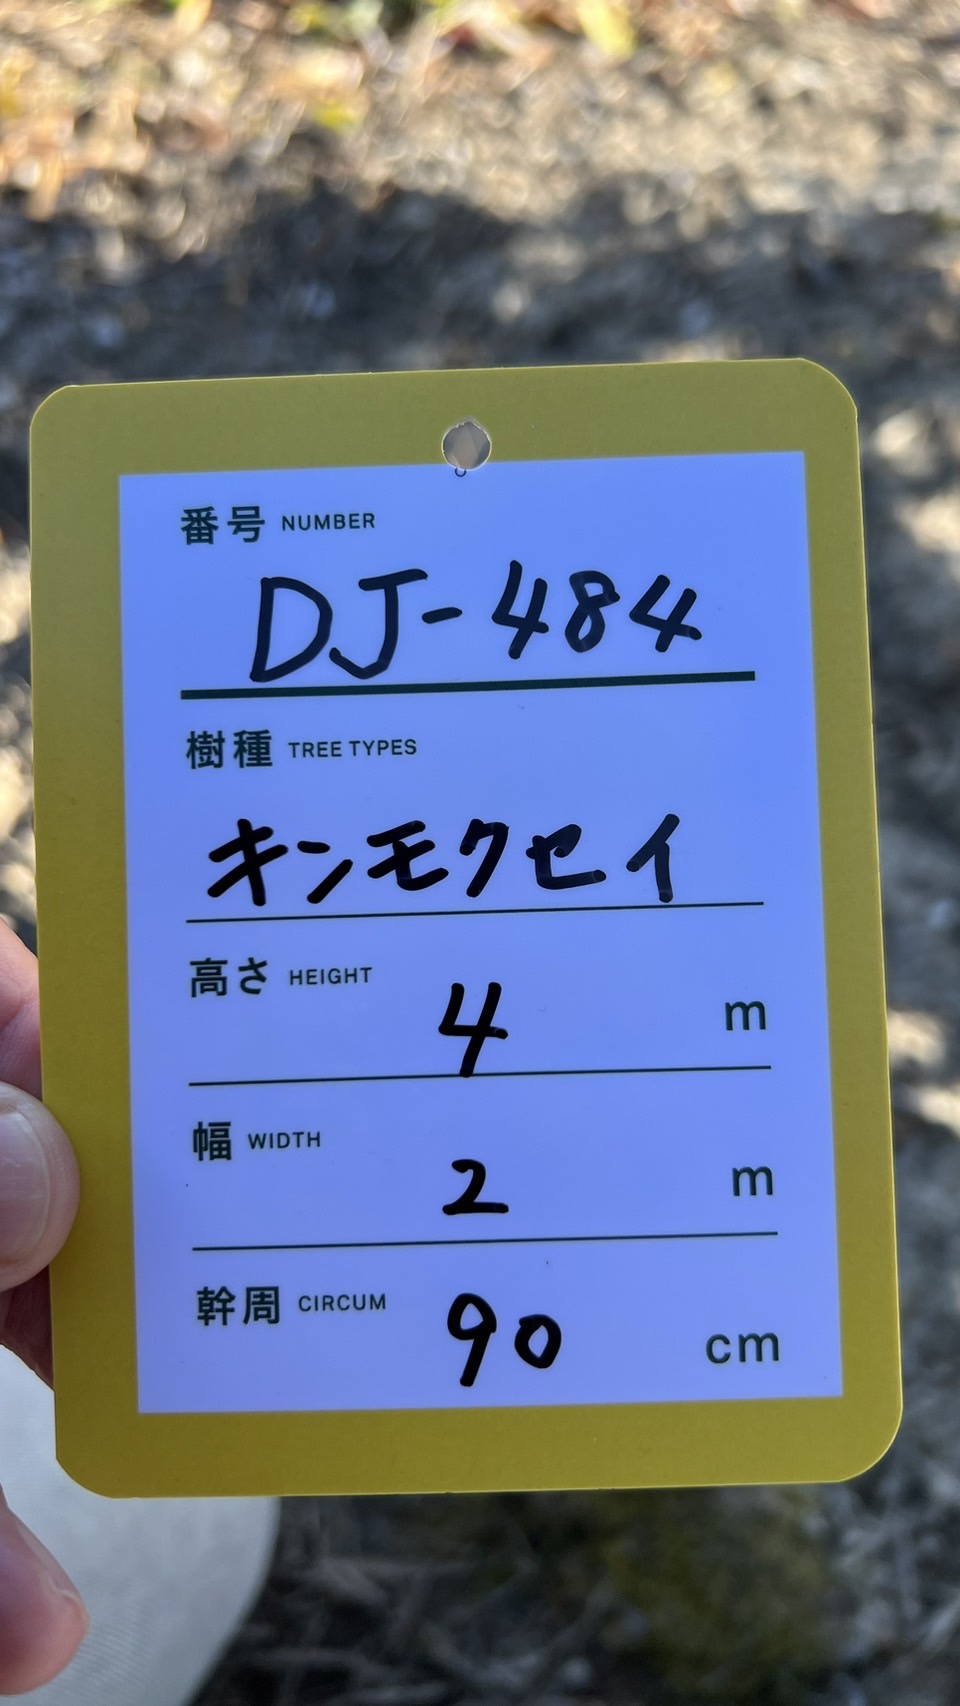 番号 NUMBER
DJ-484
樹種 TREE TYPES
キンモクセイ
高さ HEIGHT 4 m
幅 WIDTH 2 m
幹周 CIRCUM 90 cm